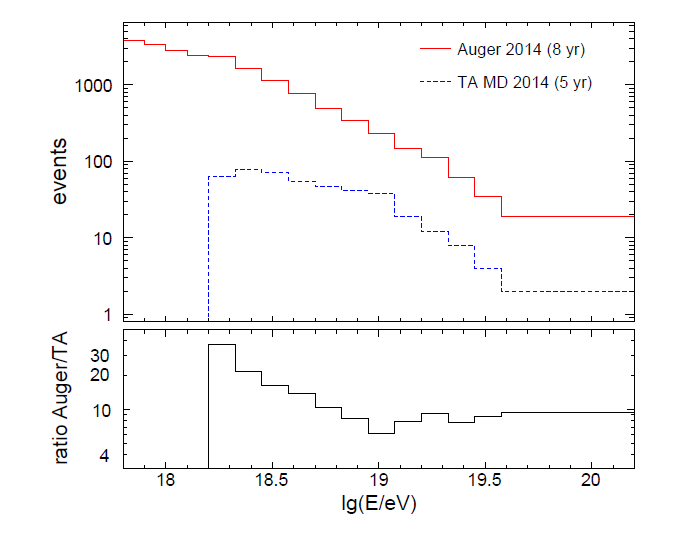 Auger 2014 (8 yr)
TA MD 2014 (5 yr)
events
1000
100
10
1
ratio Auger/TA
30
20
10
4
18 18.5 19 19.5 20
lg(E/eV)